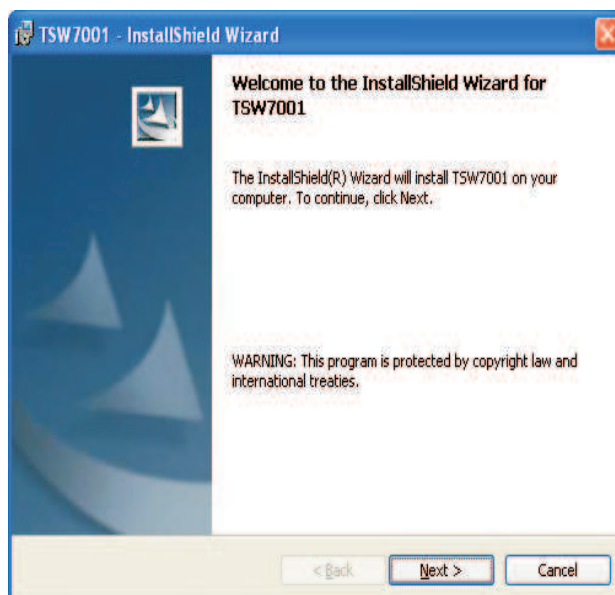 TSW7001 - InstallShield Wizard
Welcome to the InstallShield Wizard for
TSW7001
The InstallShield(R) Wizard will install TSW7001 on your
computer. To continue, click Next.
WARNING: This program is protected by copyright law and
international treaties.
< Back
Next >
Cancel